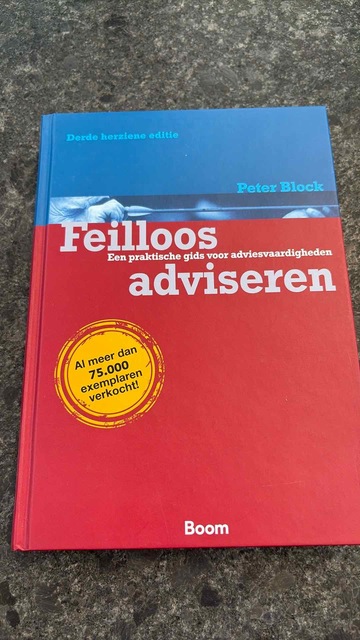 Derde herziene editie
Peter Block
Feilloos
Een praktische gids voor adviesvaardigheden
adviseren
Al meer dan
75.000
exemplaren
verkocht!
Boom